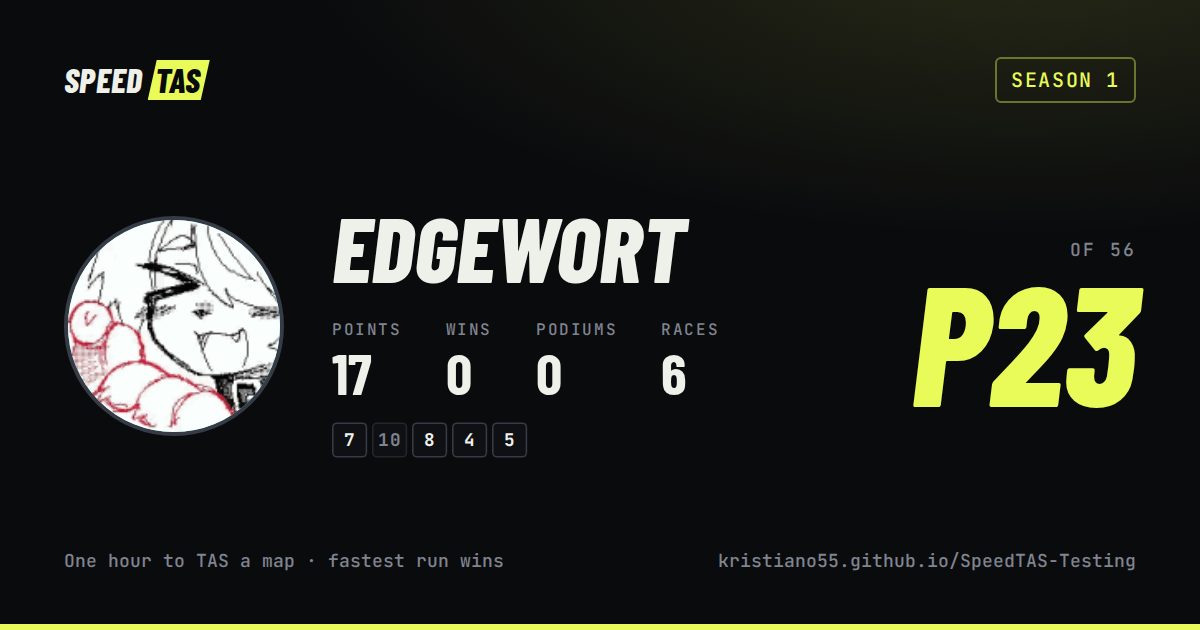 SPEED TAS
SEASON 1
EDGEWORT
POINTS WINS PODIUMS RACES
17 0 0 6
7 10 8 4 5
OF 56
P23
One hour to TAS a map · fastest run wins
kristiano55.github.io/SpeedTAS-Testing